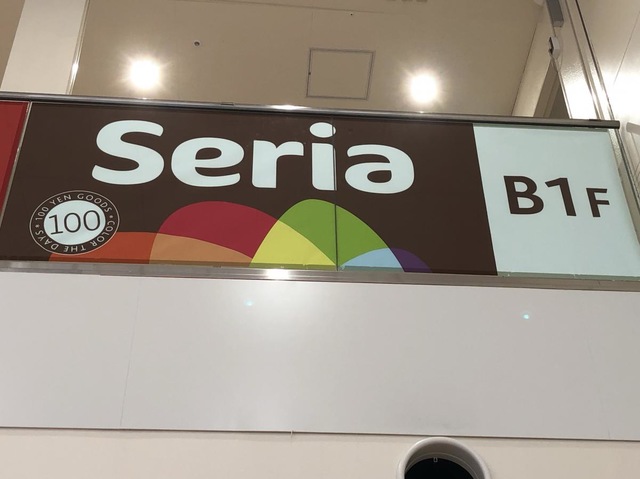 Seria
B1F
100 YEN GOODS
100
COLOR THE DAYS